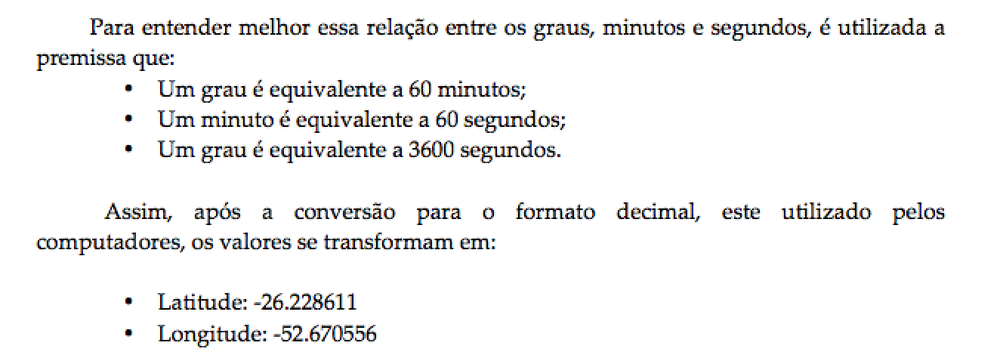 Para entender melhor essa relação entre os graus, minutos e segundos, é utilizada a
premissa que:
• Um grau é equivalente a 60 minutos;
• Um minuto é equivalente a 60 segundos;
• Um grau é equivalente a 3600 segundos.
Assim, após a conversão para o formato decimal, este utilizado pelos
computadores, os valores se transformam em:
• Latitude: -26.228611
• Longitude: -52.670556